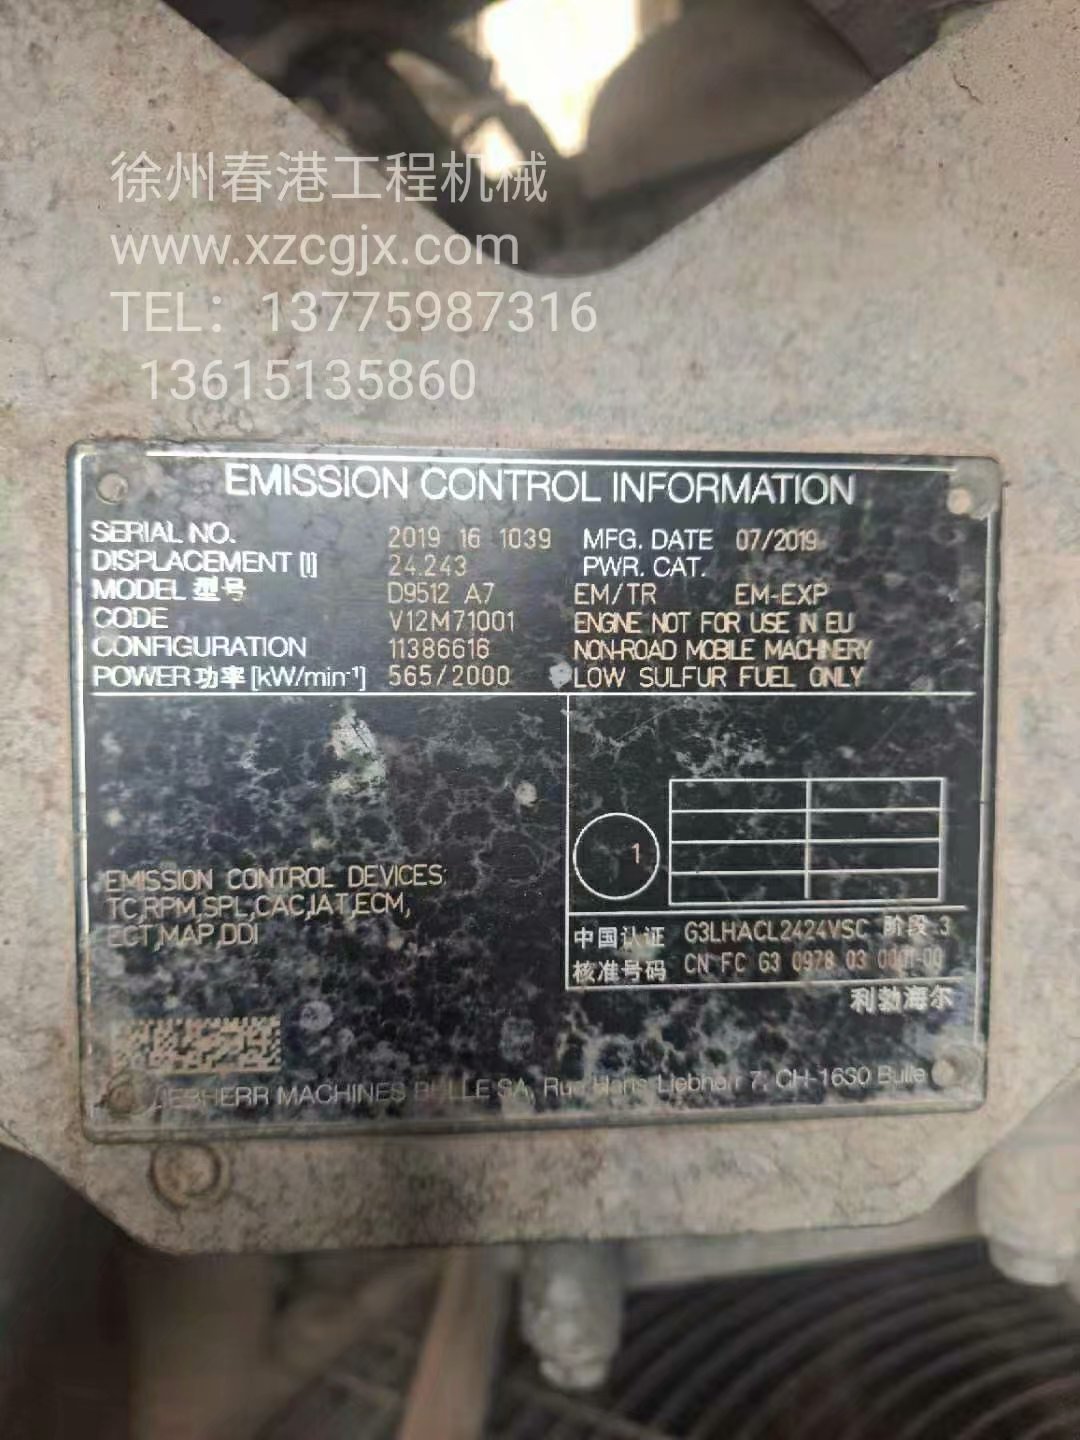 徐州春港工程机械
www.xzcgjx.com
TEL：13775987316
13615135860
EMISSION CONTROL INFORMATION
SERIAL NO. 2019 16 1039 MFG. DATE 07/2019
DISPLACEMENT [l] 24.243 PWR. CAT.
MODEL 型号 D9512 A7 EM/TR EM-EXP
CODE V12M71001 ENGINE NOT FOR USE IN EU
CONFIGURATION 11386616 NON-ROAD MOBILE MACHINERY
POWER 功率 [kW/min⁻¹] 565/2000 LOW SULFUR FUEL ONLY
1
EMISSION CONTROL DEVICES:
TC,RPM,SPL,CAC,IAT,ECM,
ECT,MAP,DDI
中国认证 G3LHACL2424VSC 阶段 3
核准号码 CN FC G3 0978 03
利勃海尔
LIEBHERR MACHINES BULLE SA, Rue Hans Liebherr 7, CH-1630 Bulle